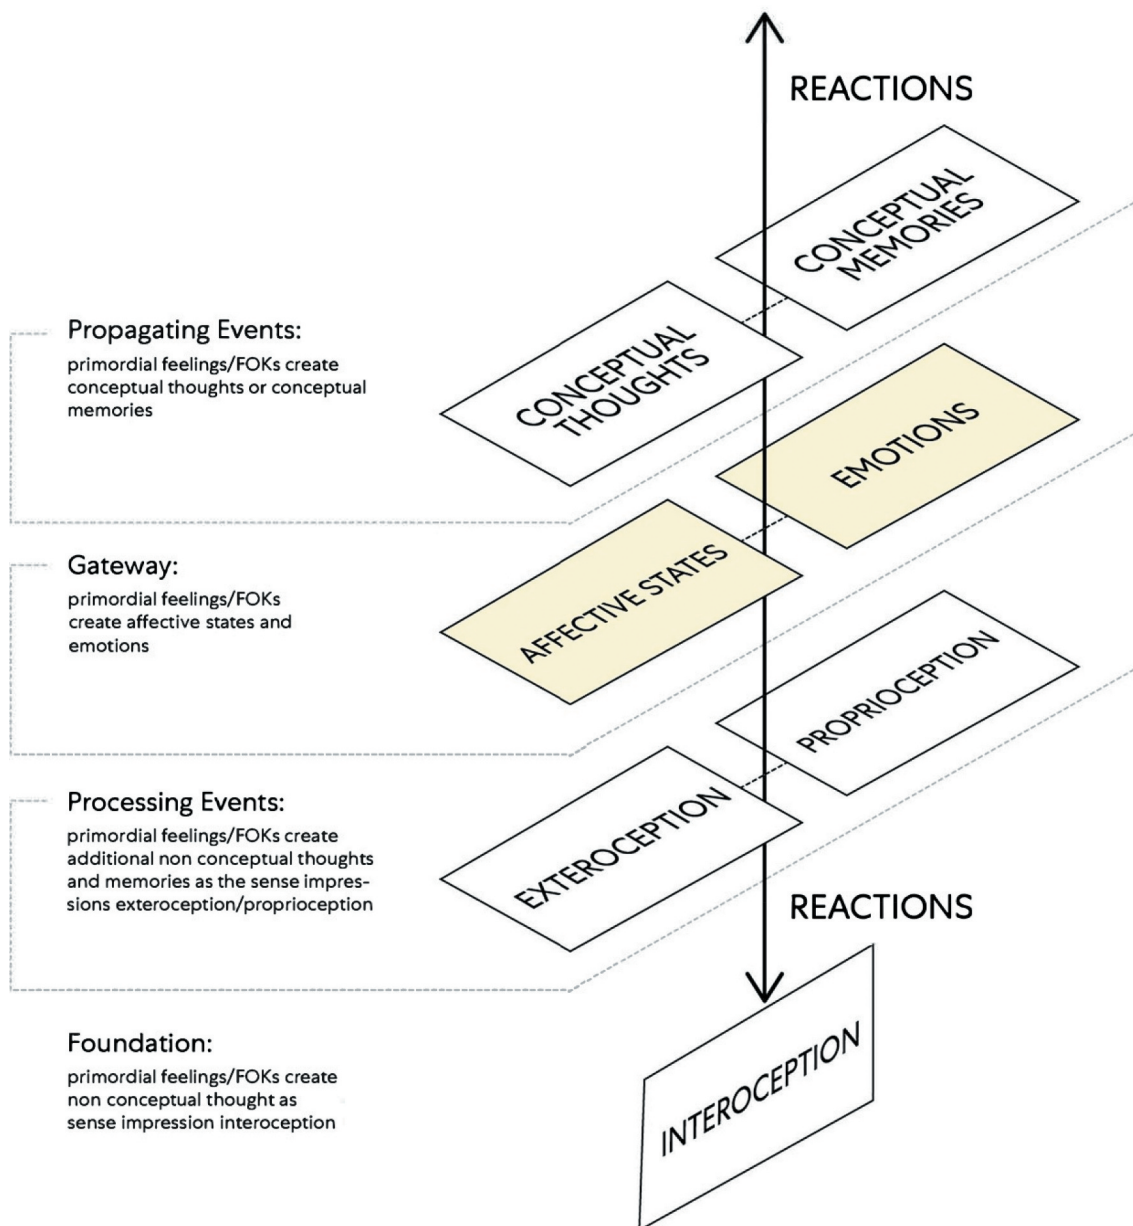 REACTIONS
CONCEPTUAL
MEMORIES
Propagating Events:
primordial feelings/FOKs create
conceptual thoughts or conceptual
memories
CONCEPTUAL
THOUGHTS
EMOTIONS
Gateway:
primordial feelings/FOKs
create affective states and
emotions
AFFECTIVE STATES
PROPRIOCEPTION
Processing Events:
primordial feelings/FOKs create
additional non conceptual thoughts
and memories as the sense impres-
sions exteroception/proprioception
EXTEROCEPTION
REACTIONS
Foundation:
primordial feelings/FOKs create
non conceptual thought as
sense impression interoception
INTEROCEPTION